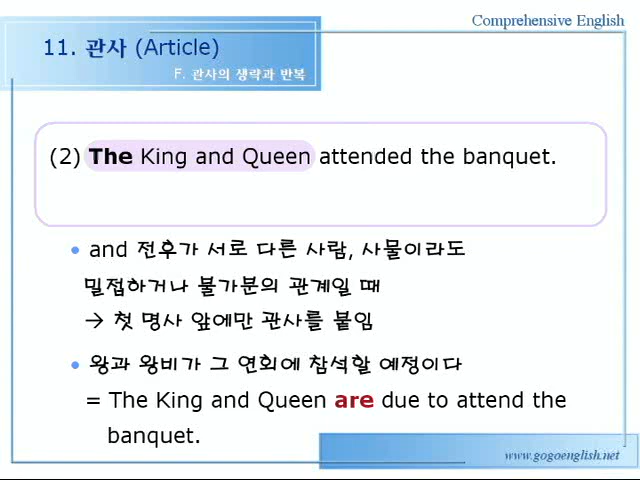 Comprehensive English
11. 관사 (Article)
F. 관사의 생략과 반복
(2) The King and Queen attended the banquet.
• and 전후가 서로 다른 사람, 사물이라도
밀접하거나 불가분의 관계일 때
→ 첫 명사 앞에만 관사를 붙임
• 왕과 왕비가 그 연회에 참석할 예정이다
= The King and Queen are due to attend the
banquet.
www.gogoenglish.net